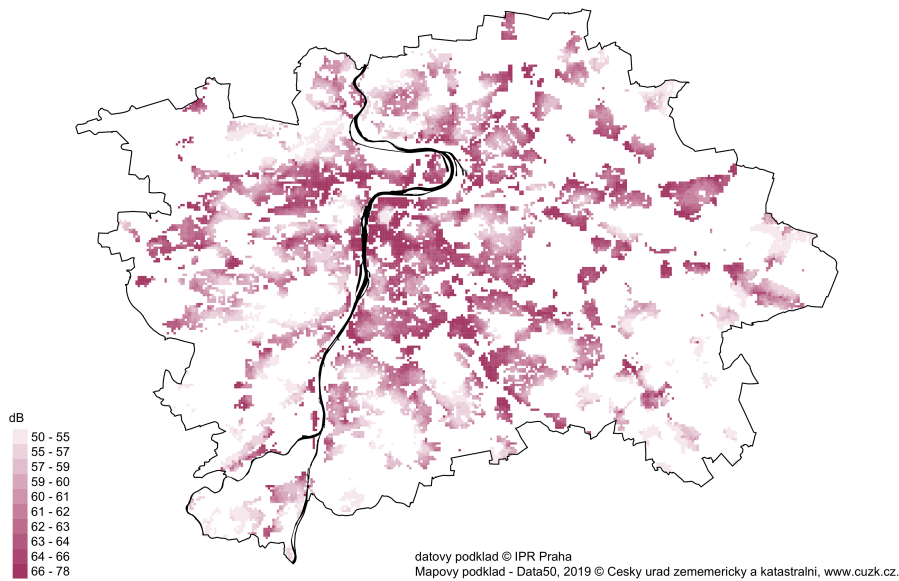 dB
50 - 55
55 - 57
57 - 59
59 - 60
60 - 61
61 - 62
62 - 63
63 - 64
64 - 66
66 - 78
datovy podklad © IPR Praha
Mapovy podklad - Data50, 2019 © Cesky urad zememericky a katastralni, www.cuzk.cz.